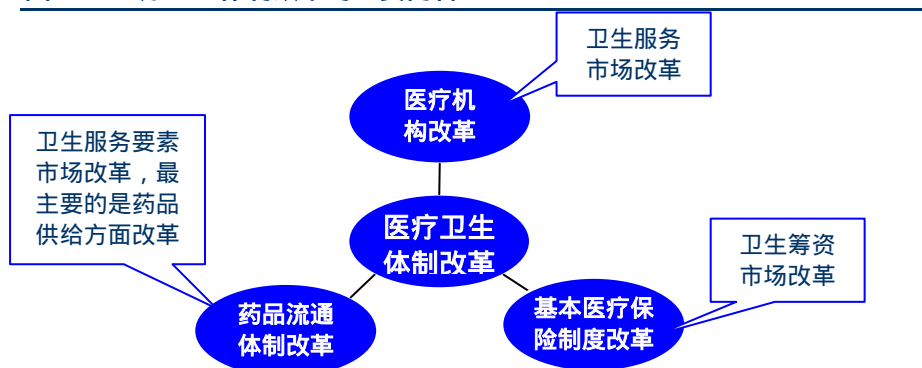 卫生服务
市场改革
医疗机
构改革
卫生服务要素
市场改革，最
主要的是药品
供给方面改革
医疗卫生
体制改革
卫生筹资
市场改革
药品流通
体制改革
基本医疗保
险制度改革